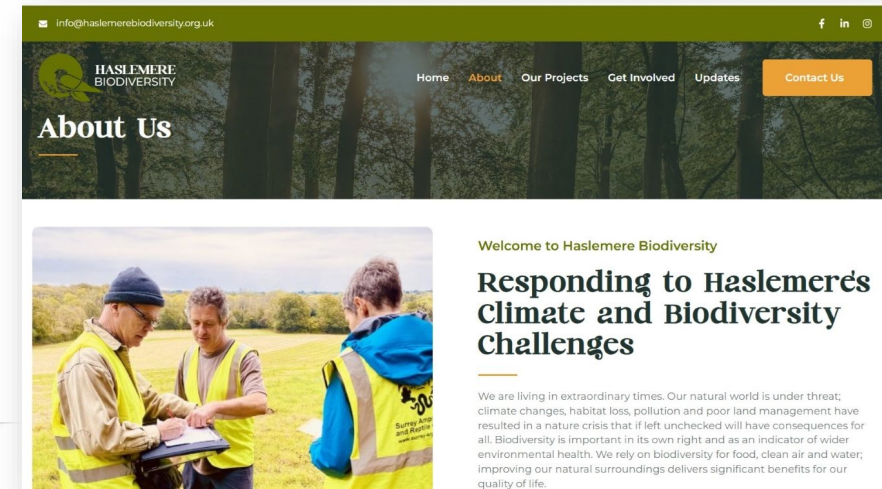 info@haslemerebiodiversity.org.uk
HASLEMERE
BIODIVERSITY
Home About Our Projects Get Involved Updates Contact Us
About Us
Welcome to Haslemere Biodiversity
Responding to Haslemere's
Climate and Biodiversity
Challenges
We are living in extraordinary times. Our natural world is under threat;
climate changes, habitat loss, pollution and poor land management have
resulted in a nature crisis that if left unchecked will have consequences for
all. Biodiversity is important in its own right and as an indicator of wider
environmental health. We rely on biodiversity for food, clean air and water;
improving our natural surroundings delivers significant benefits for our
quality of life.
Surrey
and Reptile